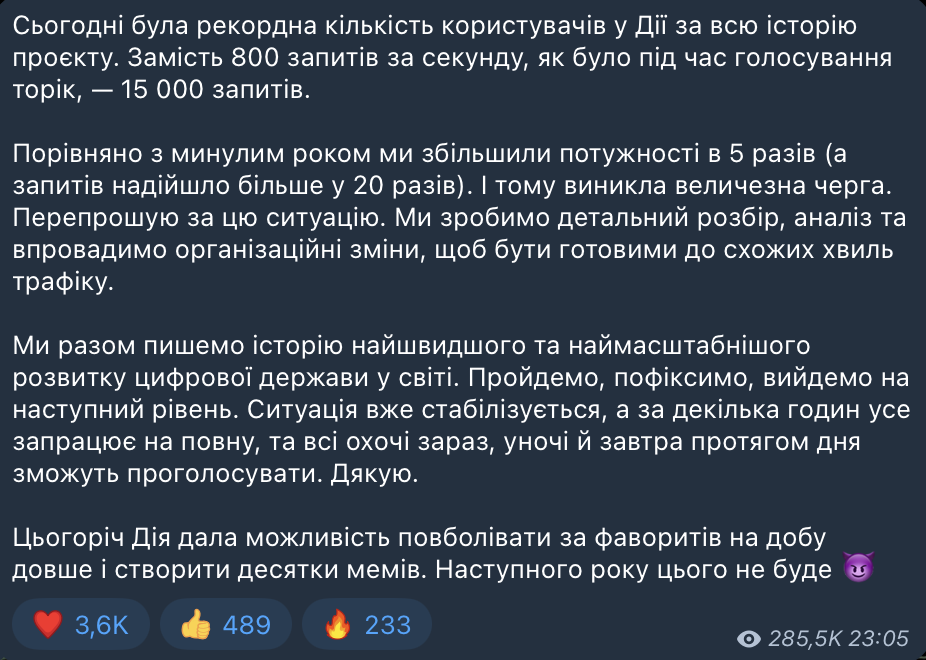 Сьогодні була рекордна кількість користувачів у Дії за всю історію
проєкту. Замість 800 запитів за секунду, як було під час голосування
торік, — 15 000 запитів.
Порівняно з минулим роком ми збільшили потужності в 5 разів (а
запитів надійшло більше у 20 разів). І тому виникла величезна черга.
Перепрошую за цю ситуацію. Ми зробимо детальний розбір, аналіз та
впровадимо організаційні зміни, щоб бути готовими до схожих хвиль
трафіку.
Ми разом пишемо історію найшвидшого та наймасштабнішого
розвитку цифрової держави у світі. Пройдемо, пофіксимо, вийдемо на
наступний рівень. Ситуація вже стабілізується, а за декілька годин усе
запрацює на повну, та всі охочі зараз, уночі й завтра протягом дня
зможуть проголосувати. Дякую.
Цьогоріч Дія дала можливість повболівати за фаворитів на добу
довше і створити десятки мемів. Наступного року цього не буде 😈
❤️ 3,6K 👍 489 🔥 233
285,5K 23:05